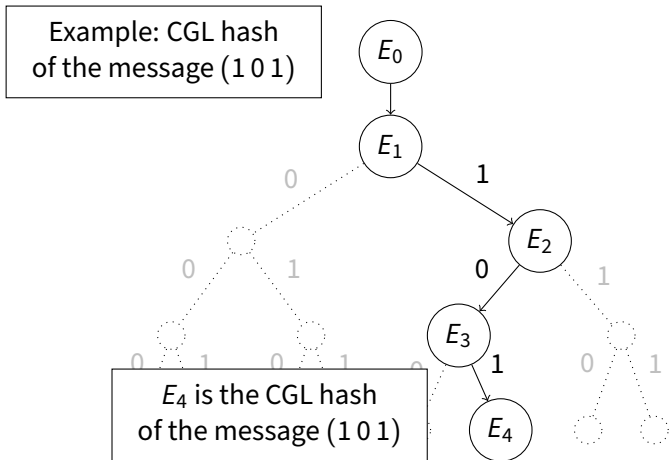 Example: CGL hash
of the message (1 0 1)
E₀
E₁
0
1
E₂
0
1
0
1
E₃
0
1
0
1
1
0
1
E₄ is the CGL hash
of the message (1 0 1)
E₄